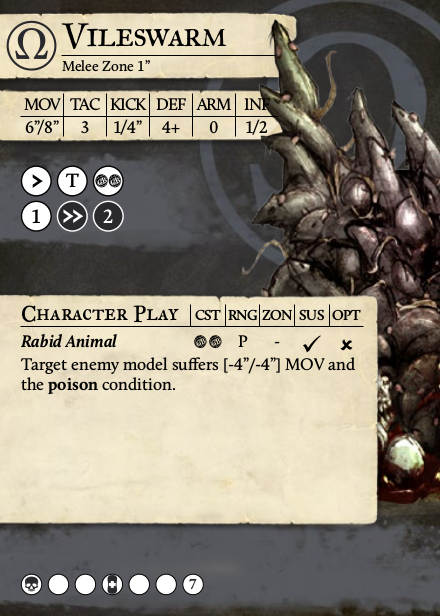 Ω VILESWARM
Melee Zone 1”
MOV TAC KICK DEF ARM INF
6”/8” 3 1/4” 4+ 0 1/2
> T
1 >> 2
CHARACTER PLAY CST RNG ZON SUS OPT
Rabid Animal P - ✓ ✗
Target enemy model suffers [-4”/-4”] MOV and
the poison condition.
7